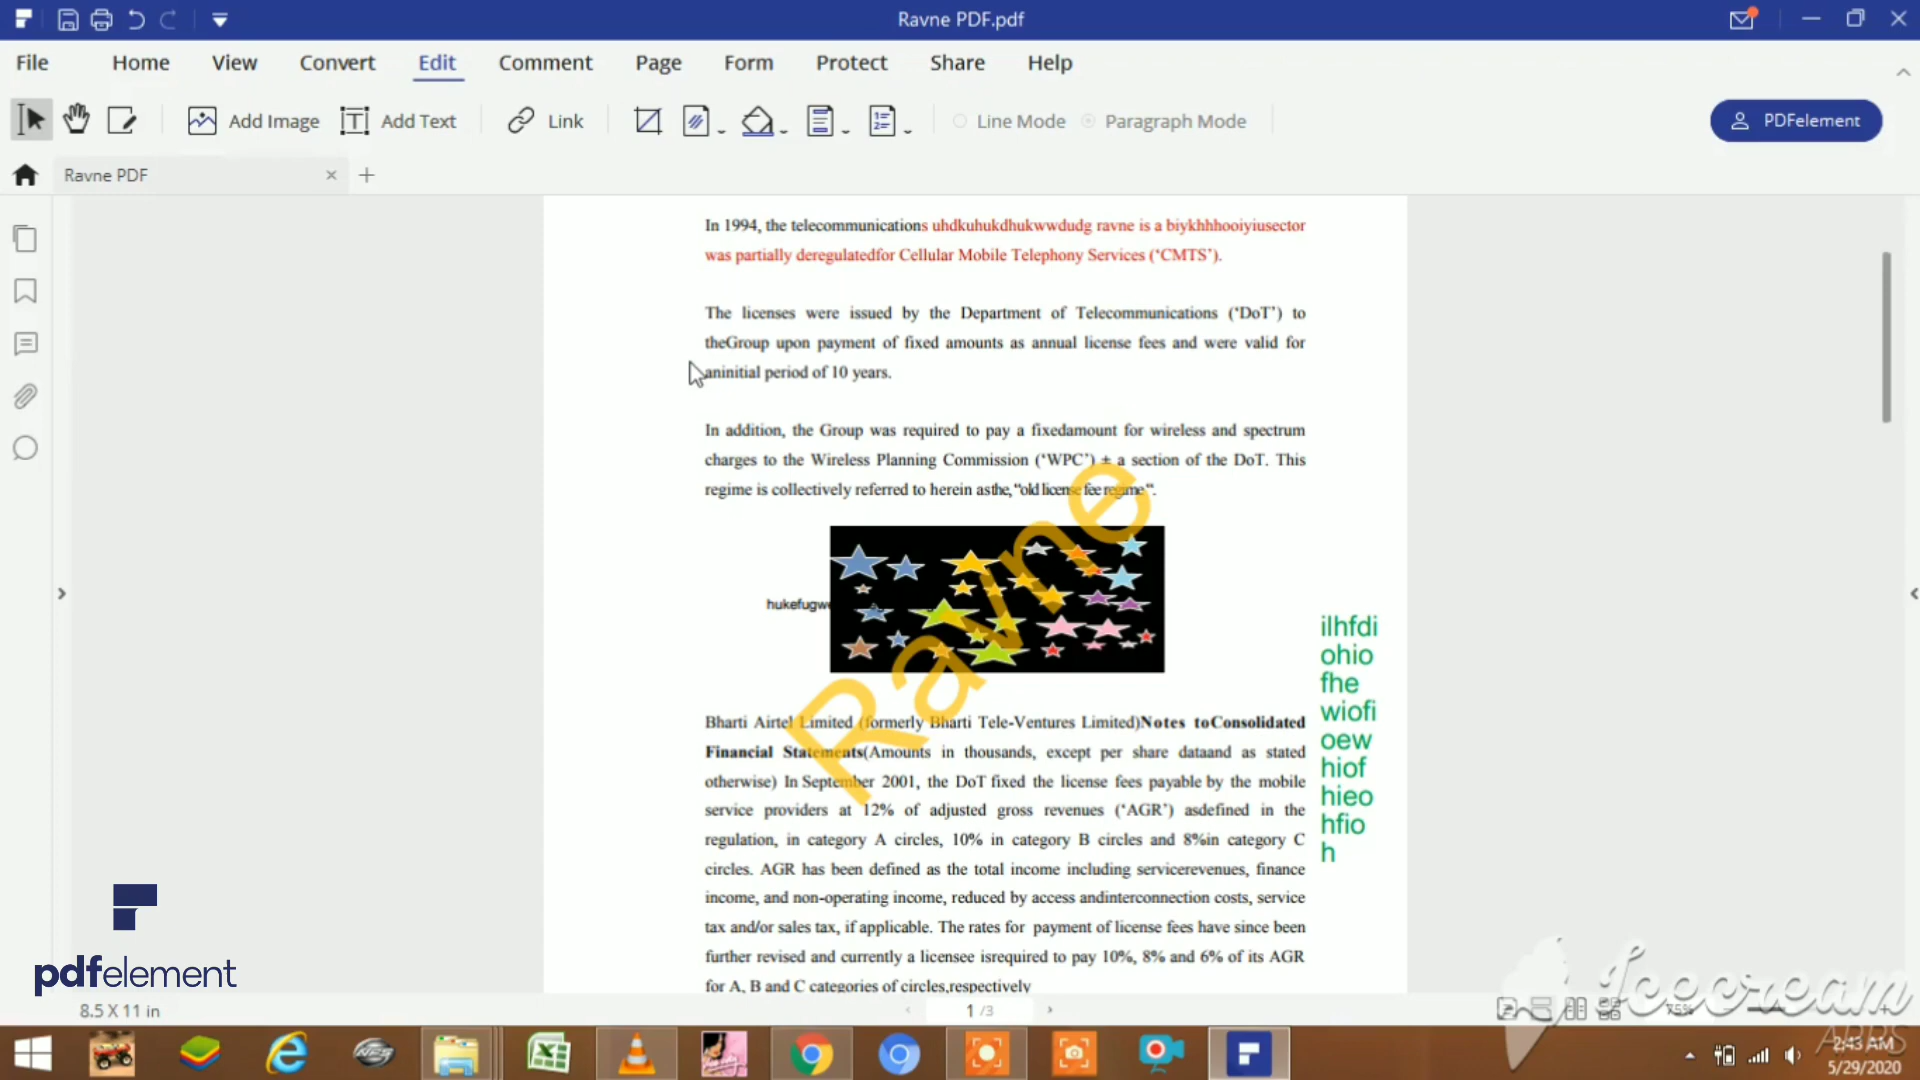 Ravne PDF.pdf
File Home View Convert Edit Comment Page Form Protect Share Help
Add Image Add Text Link Line Mode Paragraph Mode PDFelement
Ravne PDF
In 1994, the telecommunications uhdkuhukdhukwwdudg ravne is a biykhhhooiyiusector
was partially deregulatedfor Cellular Mobile Telephony Services (‘CMTS’).
The licenses were issued by the Department of Telecommunications (‘DoT’) to
theGroup upon payment of fixed amounts as annual license fees and were valid for
aninitial period of 10 years.
In addition, the Group was required to pay a fixedamount for wireless and spectrum
charges to the Wireless Planning Commission (‘WPC’) ± a section of the DoT. This
regime is collectively referred to herein asthe, “old license fee regime“.
Ravne
hukefugw
ilhfdi
ohio
fhe
wiofi
oew
hiof
hieo
hfio
h
Bharti Airtel Limited (formerly Bharti Tele-Ventures Limited)Notes toConsolidated
Financial Statements(Amounts in thousands, except per share dataand as stated
otherwise) In September 2001, the DoT fixed the license fees payable by the mobile
service providers at 12% of adjusted gross revenues (‘AGR’) asdefined in the
regulation, in category A circles, 10% in category B circles and 8%in category C
circles. AGR has been defined as the total income including servicerevenues, finance
income, and non-operating income, reduced by access andinterconnection costs, service
tax and/or sales tax, if applicable. The rates for payment of license fees have since been
further revised and currently a licensee isrequired to pay 10%, 8% and 6% of its AGR
for A, B and C categories of circles,respectively
pdfelement
8.5 X 11 in
1 /3
75%
Icecream
APPS
2:43 AM
5/29/2020